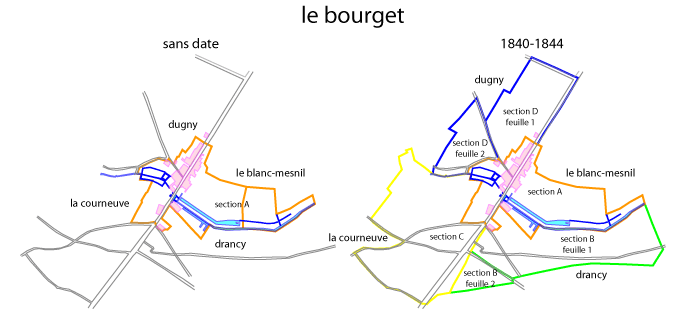 le bourget
sans date
dugny
le blanc-mesnil
la courneuve
section A
drancy
1840-1844
dugny
section D
feuille 1
section D
feuille 2
le blanc-mesnil
section A
la courneuve
section C
section B
feuille 1
section B
feuille 2
drancy